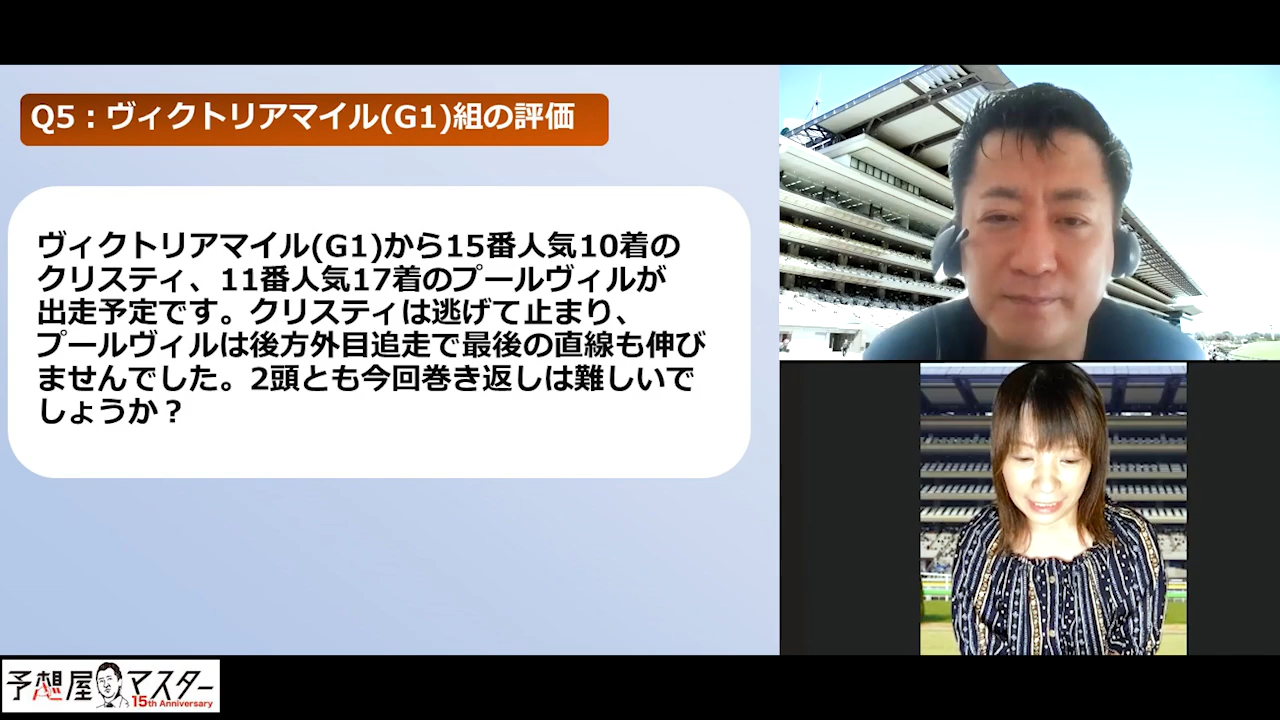 Q5：ヴィクトリアマイル(G1)組の評価
ヴィクトリアマイル(G1)から15番人気10着の
クリスティ、11番人気17着のプールヴィルが
出走予定です。クリスティは逃げて止まり、
プールヴィルは後方外目追走で最後の直線も伸び
ませんでした。2頭とも今回巻き返しは難しいで
しょうか？
予想屋マスター
15th Anniversary